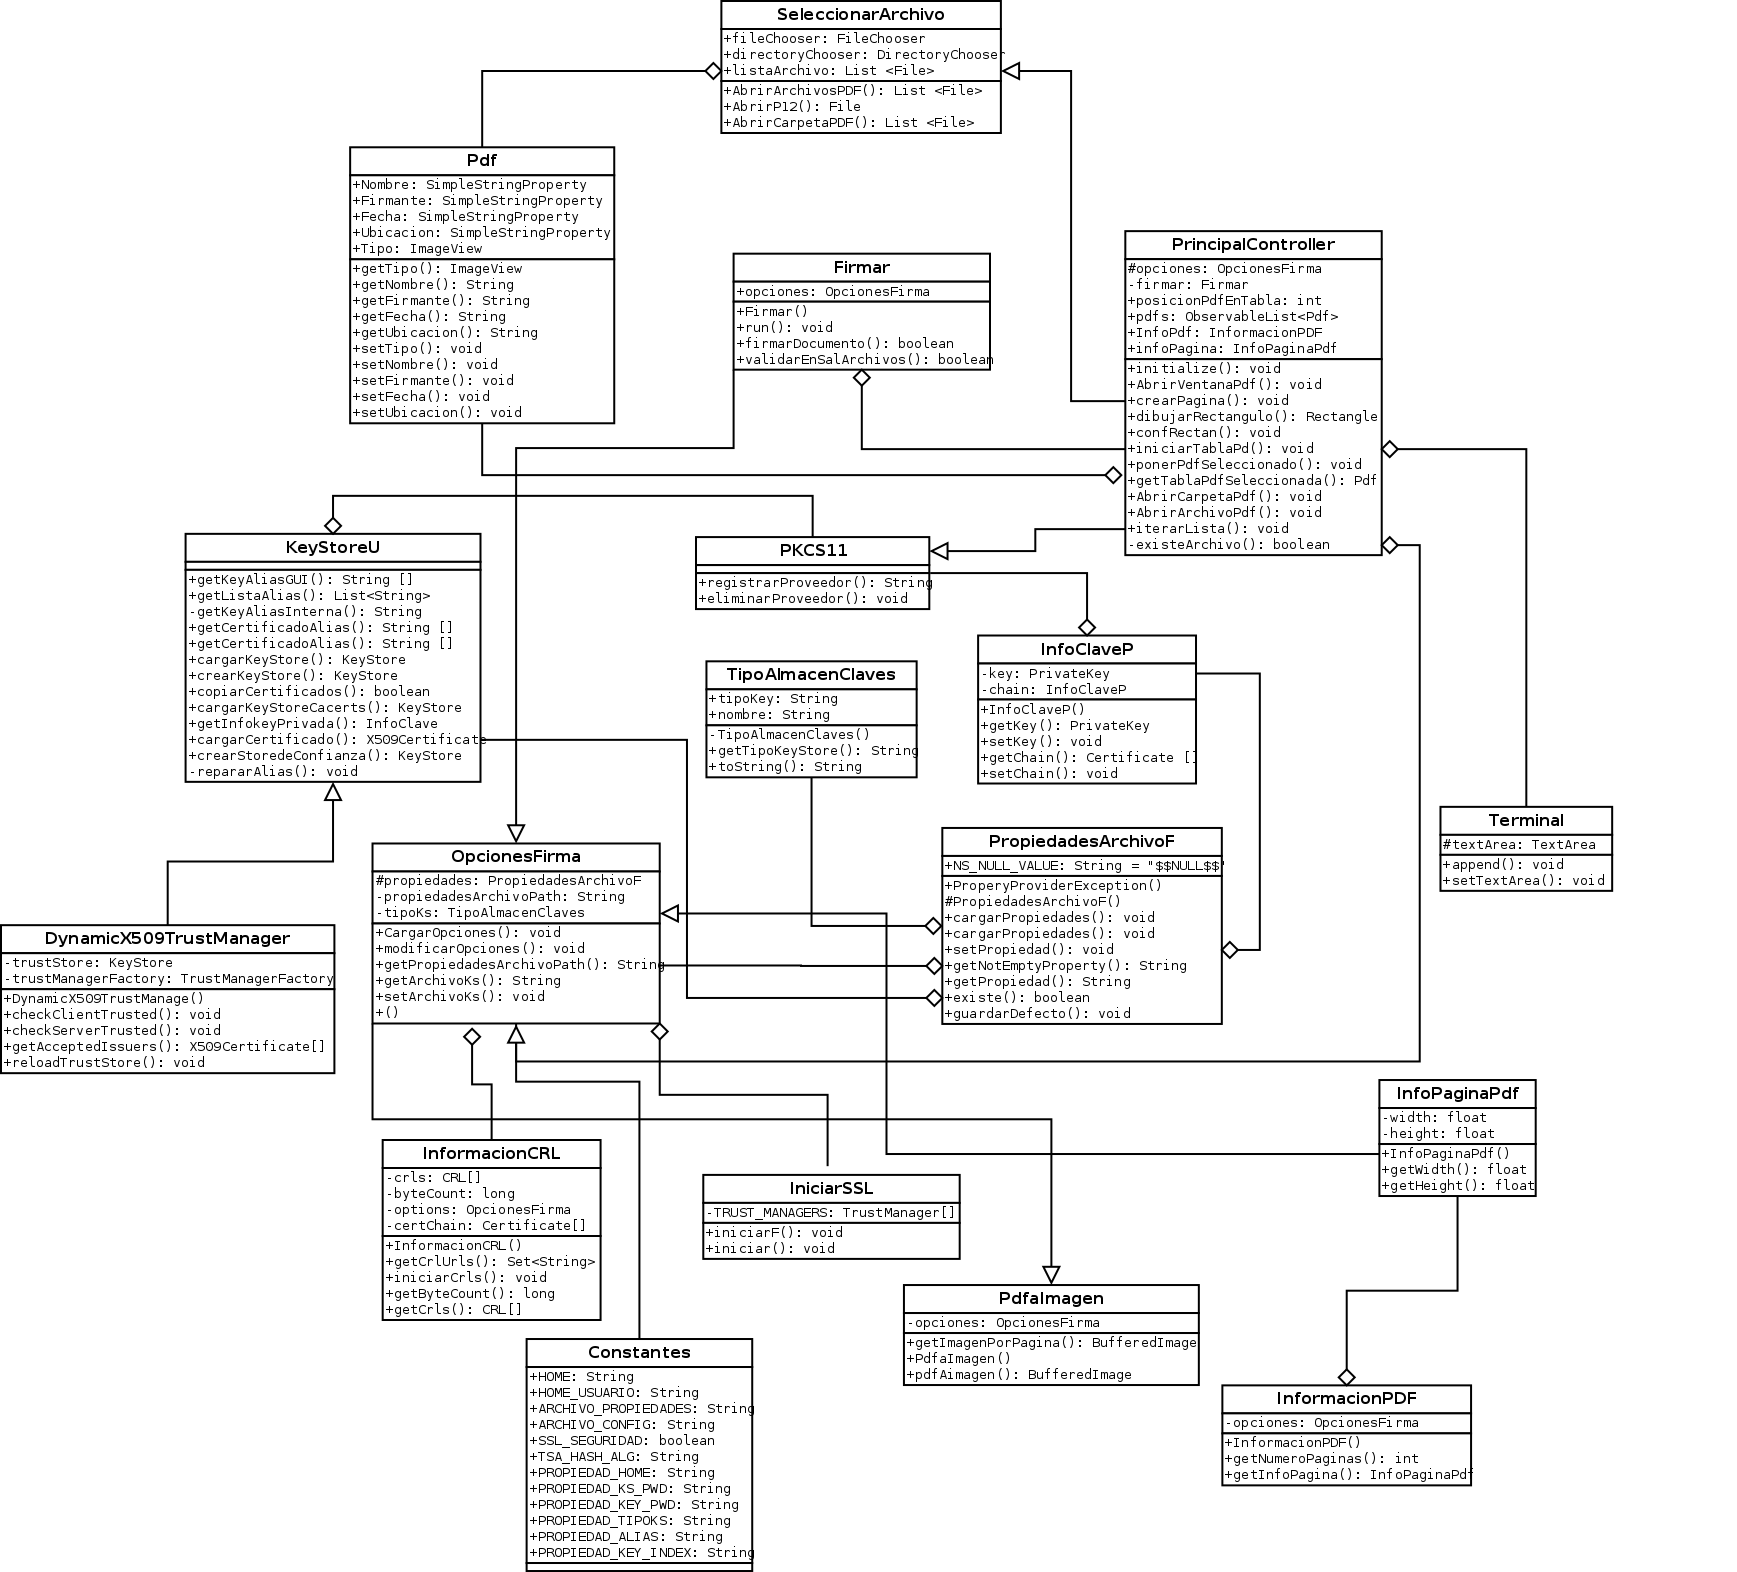 SeleccionarArchivo
+fileChooser: FileChooser
+directoryChooser: DirectoryChooser
+listaArchivo: List <File>
+AbrirArchivosPDF(): List <File>
+AbrirP12(): File
+AbrirCarpetaPDF(): List <File>
Pdf
+Nombre: SimpleStringProperty
+Firmante: SimpleStringProperty
+Fecha: SimpleStringProperty
+Ubicacion: SimpleStringProperty
+Tipo: ImageView
+getTipo(): ImageView
+getNombre(): String
+getFirmante(): String
+getFecha(): String
+getUbicacion(): String
+setTipo(): void
+setNombre(): void
+setFirmante(): void
+setFecha(): void
+setUbicacion(): void
Firmar
+opciones: OpcionesFirma
+Firmar()
+run(): void
+firmarDocumento(): boolean
+validarEnSalArchivos(): boolean
PrincipalController
#opciones: OpcionesFirma
-firmar: Firmar
+posicionPdfEnTabla: int
+pdfs: ObservableList<Pdf>
+InfoPdf: InformacionPDF
+infoPagina: InfoPaginaPdf
+initialize(): void
+AbrirVentanaPdf(): void
+crearPagina(): void
+dibujarRectangulo(): Rectangle
+confRectan(): void
+iniciarTablaPd(): void
+ponerPdfSeleccionado(): void
+getTablaPdfSeleccionada(): Pdf
+AbrirCarpetaPdf(): void
+AbrirArchivoPdf(): void
+iterarLista(): void
-existeArchivo(): boolean
KeyStoreU
+getKeyAliasGUI(): String []
+getListaAlias(): List<String>
-getKeyAliasInterna(): String
+getCertificadoAlias(): String []
+getCertificadoAlias(): String []
+cargarKeyStore(): KeyStore
+crearKeyStore(): KeyStore
+copiarCertificados(): boolean
+cargarKeyStoreCacerts(): KeyStore
+getInfokeyPrivada(): InfoClave
+cargarCertificado(): X509Certificate
+crearStoredeConfianza(): KeyStore
-repararAlias(): void
PKCS11
+registrarProveedor(): String
+eliminarProveedor(): void
InfoClaveP
-key: PrivateKey
-chain: InfoClaveP
+InfoClaveP()
+getKey(): PrivateKey
+setKey(): void
+getChain(): Certificate []
+setChain(): void
TipoAlmacenClaves
+tipoKey: String
+nombre: String
-TipoAlmacenClaves()
+getTipoKeyStore(): String
+toString(): String
Terminal
#textArea: TextArea
+append(): void
+setTextArea(): void
OpcionesFirma
#propiedades: PropiedadesArchivoF
-propiedadesArchivoPath: String
-tipoKs: TipoAlmacenClaves
+CargarOpciones(): void
+modificarOpciones(): void
+getPropiedadesArchivoPath(): String
+getArchivoKs(): String
+setArchivoKs(): void
+()
PropiedadesArchivoF
+NS_NULL_VALUE: String = "$$NULL$$"
+ProperyProviderException()
#PropiedadesArchivoF()
+cargarPropiedades(): void
+cargarPropiedades(): void
+setPropiedad(): void
+getNotEmptyProperty(): String
+getPropiedad(): String
+existe(): boolean
+guardarDefecto(): void
DynamicX509TrustManager
-trustStore: KeyStore
-trustManagerFactory: TrustManagerFactory
+DynamicX509TrustManage()
+checkClientTrusted(): void
+checkServerTrusted(): void
+getAcceptedIssuers(): X509Certificate[]
+reloadTrustStore(): void
InfoPaginaPdf
-width: float
-height: float
+InfoPaginaPdf()
+getWidth(): float
+getHeight(): float
InformacionCRL
-crls: CRL[]
-byteCount: long
-options: OpcionesFirma
-certChain: Certificate[]
+InformacionCRL()
+getCrlUrls(): Set<String>
+iniciarCrls(): void
+getByteCount(): long
+getCrls(): CRL[]
IniciarSSL
-TRUST_MANAGERS: TrustManager[]
+iniciarF(): void
+iniciar(): void
PdfaImagen
-opciones: OpcionesFirma
+getImagenPorPagina(): BufferedImage
+PdfaImagen()
+pdfAimagen(): BufferedImage
Constantes
+HOME: String
+HOME_USUARIO: String
+ARCHIVO_PROPIEDADES: String
+ARCHIVO_CONFIG: String
+SSL_SEGURIDAD: boolean
+TSA_HASH_ALG: String
+PROPIEDAD_HOME: String
+PROPIEDAD_KS_PWD: String
+PROPIEDAD_KEY_PWD: String
+PROPIEDAD_TIPOKS: String
+PROPIEDAD_ALIAS: String
+PROPIEDAD_KEY_INDEX: String
InformacionPDF
-opciones: OpcionesFirma
+InformacionPDF()
+getNumeroPaginas(): int
+getInfoPagina(): InfoPaginaPdf